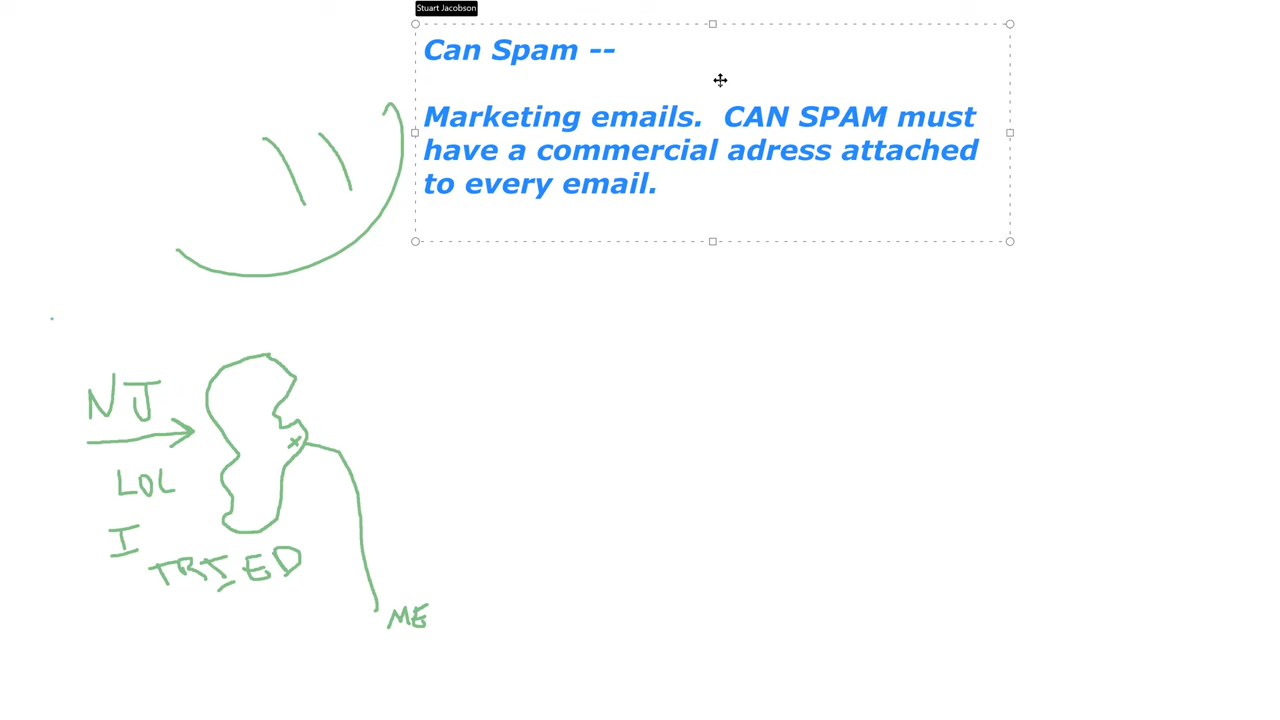 Stuart Jacobson
Can Spam --
Marketing emails.  CAN SPAM must
have a commercial adress attached
to every email.
NJ
LOL
I
TRIED
ME